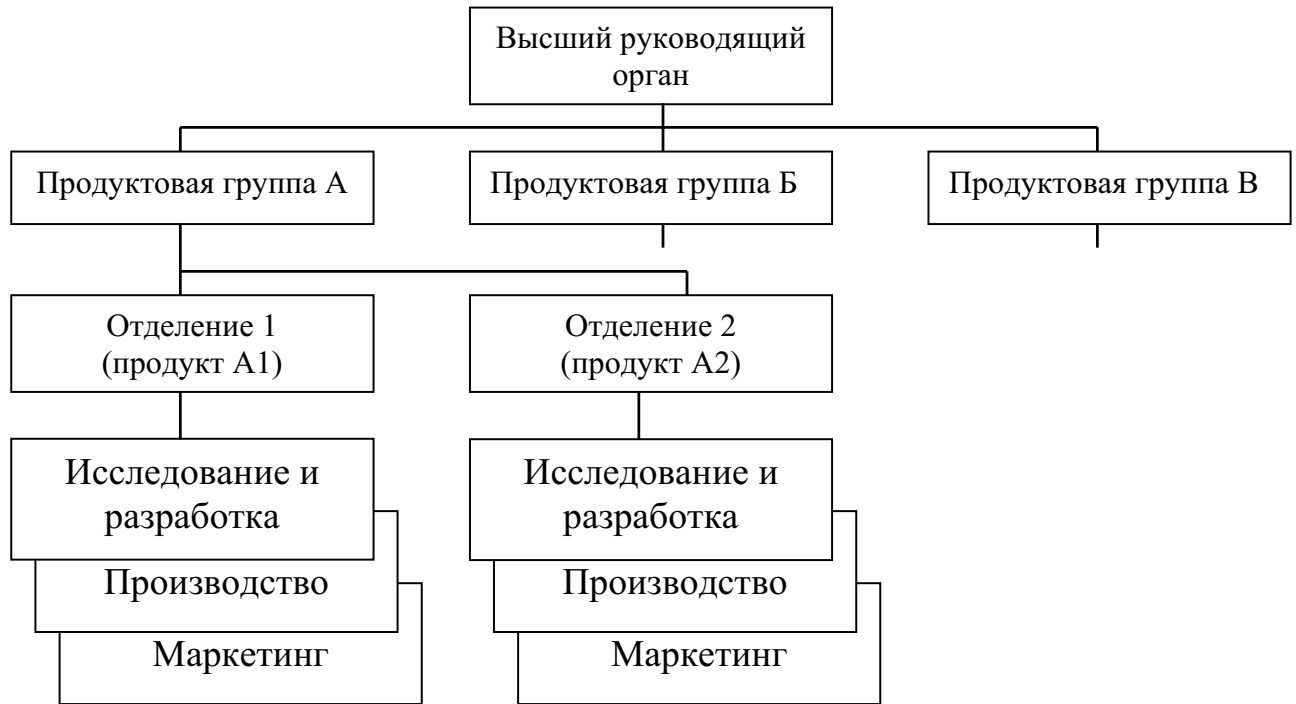 Высший руководящий
орган
Продуктовая группа А
Продуктовая группа Б
Продуктовая группа В
Отделение 1
(продукт А1)
Отделение 2
(продукт А2)
Исследование и
разработка
Производство
Маркетинг
Исследование и
разработка
Производство
Маркетинг